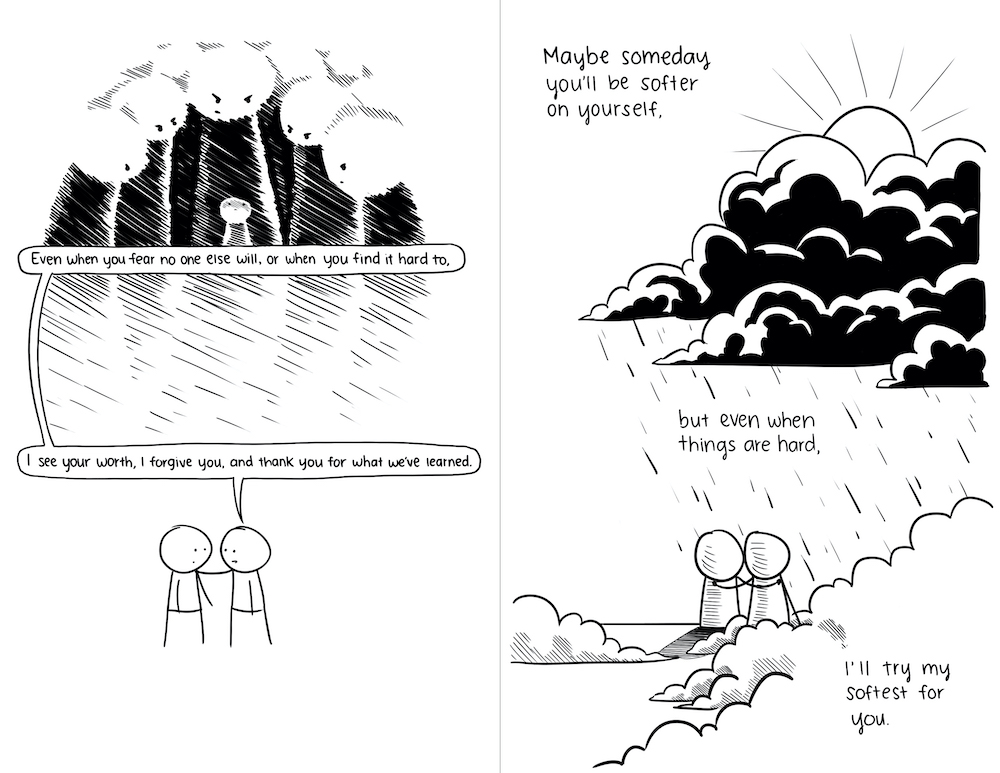 Even when you fear no one else will, or when you find it hard to,
I see your worth, I forgive you, and thank you for what we've learned.
Maybe someday
you'll be softer
on yourself,
but even when
things are hard,
I'll try my
softest for
you.